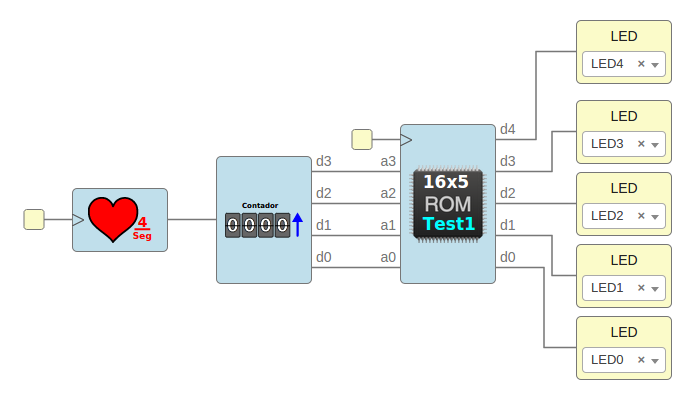 4
Seg
Contador
0000
d3
d2
d1
d0
a3
a2
a1
a0
16x5
ROM
Test1
d4
d3
d2
d1
d0
LED
LED4 ×
LED
LED3 ×
LED
LED2 ×
LED
LED1 ×
LED
LED0 ×